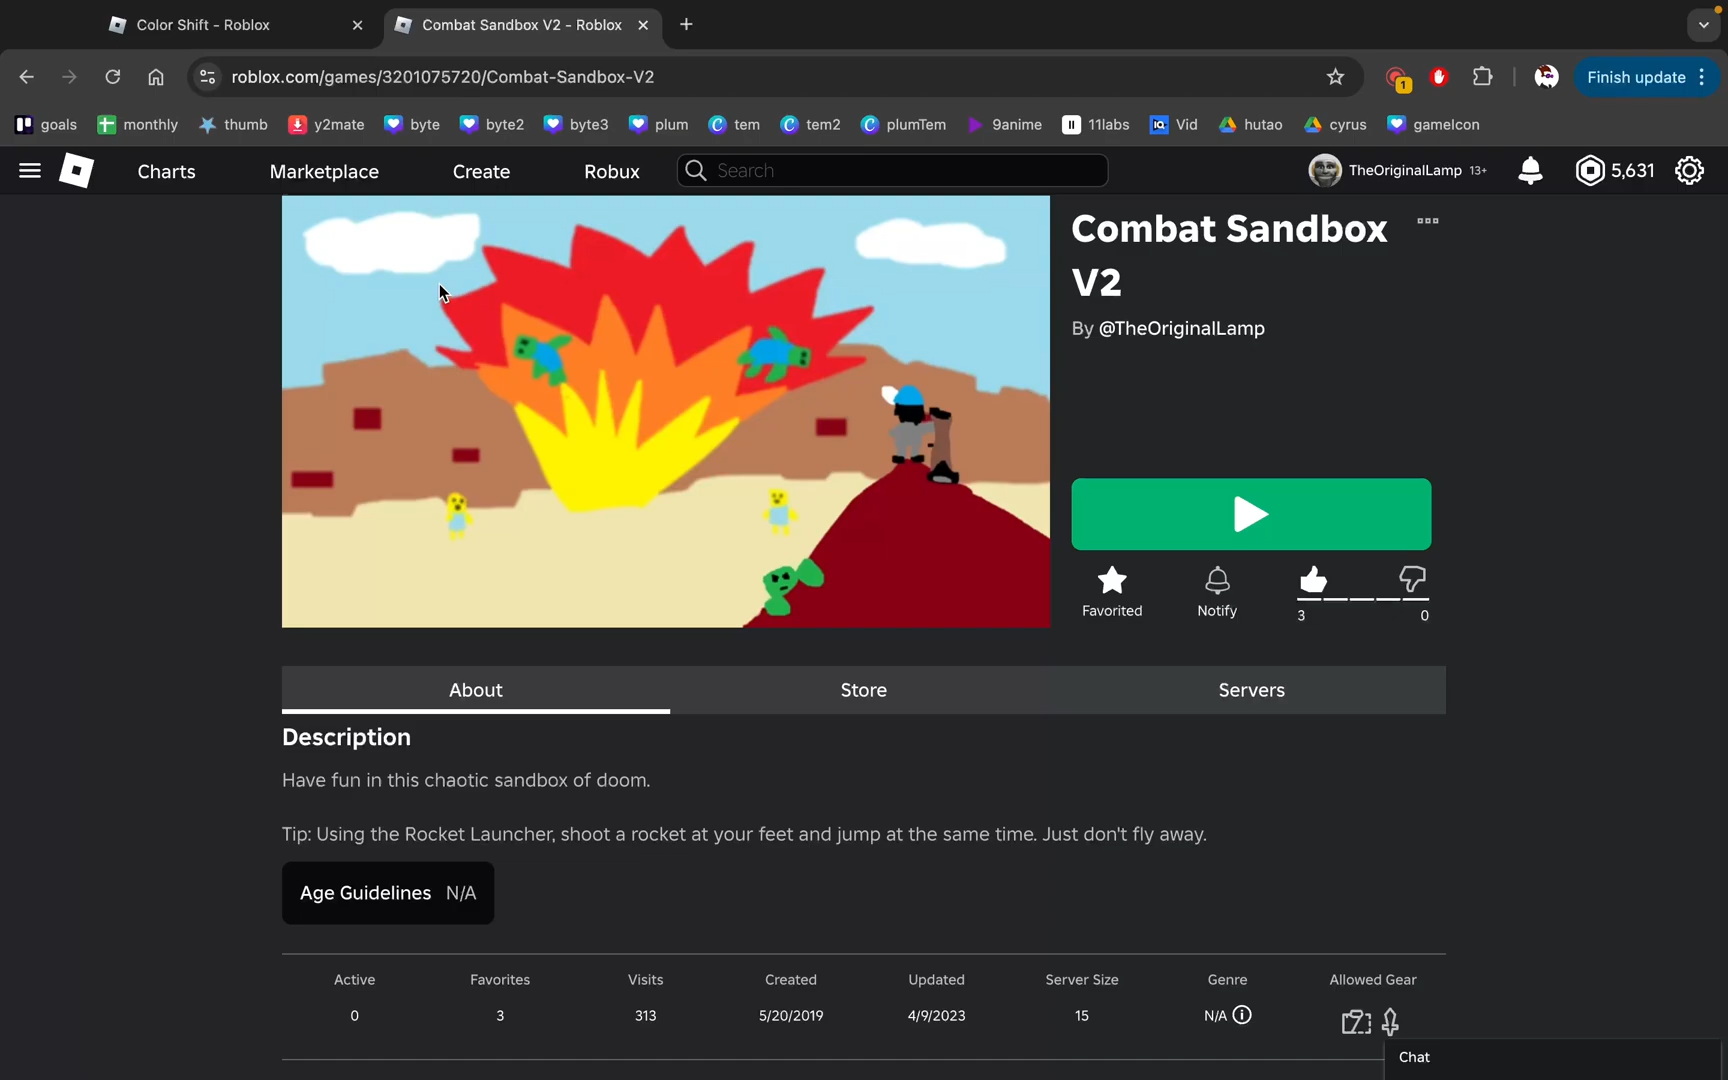 Color Shift - Roblox
Combat Sandbox V2 - Roblox
roblox.com/games/3201075720/Combat-Sandbox-V2
1
Finish update
goals monthly thumb y2mate byte byte2 byte3 plum tem tem2 plumTem 9anime 11labs Vid hutao cyrus gameIcon
Charts Marketplace Create Robux Search TheOriginalLamp 13+ 5,631
Combat Sandbox
V2
By @TheOriginalLamp
Favorited Notify 3 0
About Store Servers
Description
Have fun in this chaotic sandbox of doom.
Tip: Using the Rocket Launcher, shoot a rocket at your feet and jump at the same time. Just don't fly away.
Age Guidelines N/A
Active Favorites Visits Created Updated Server Size Genre Allowed Gear
0 3 313 5/20/2019 4/9/2023 15 N/A
Chat